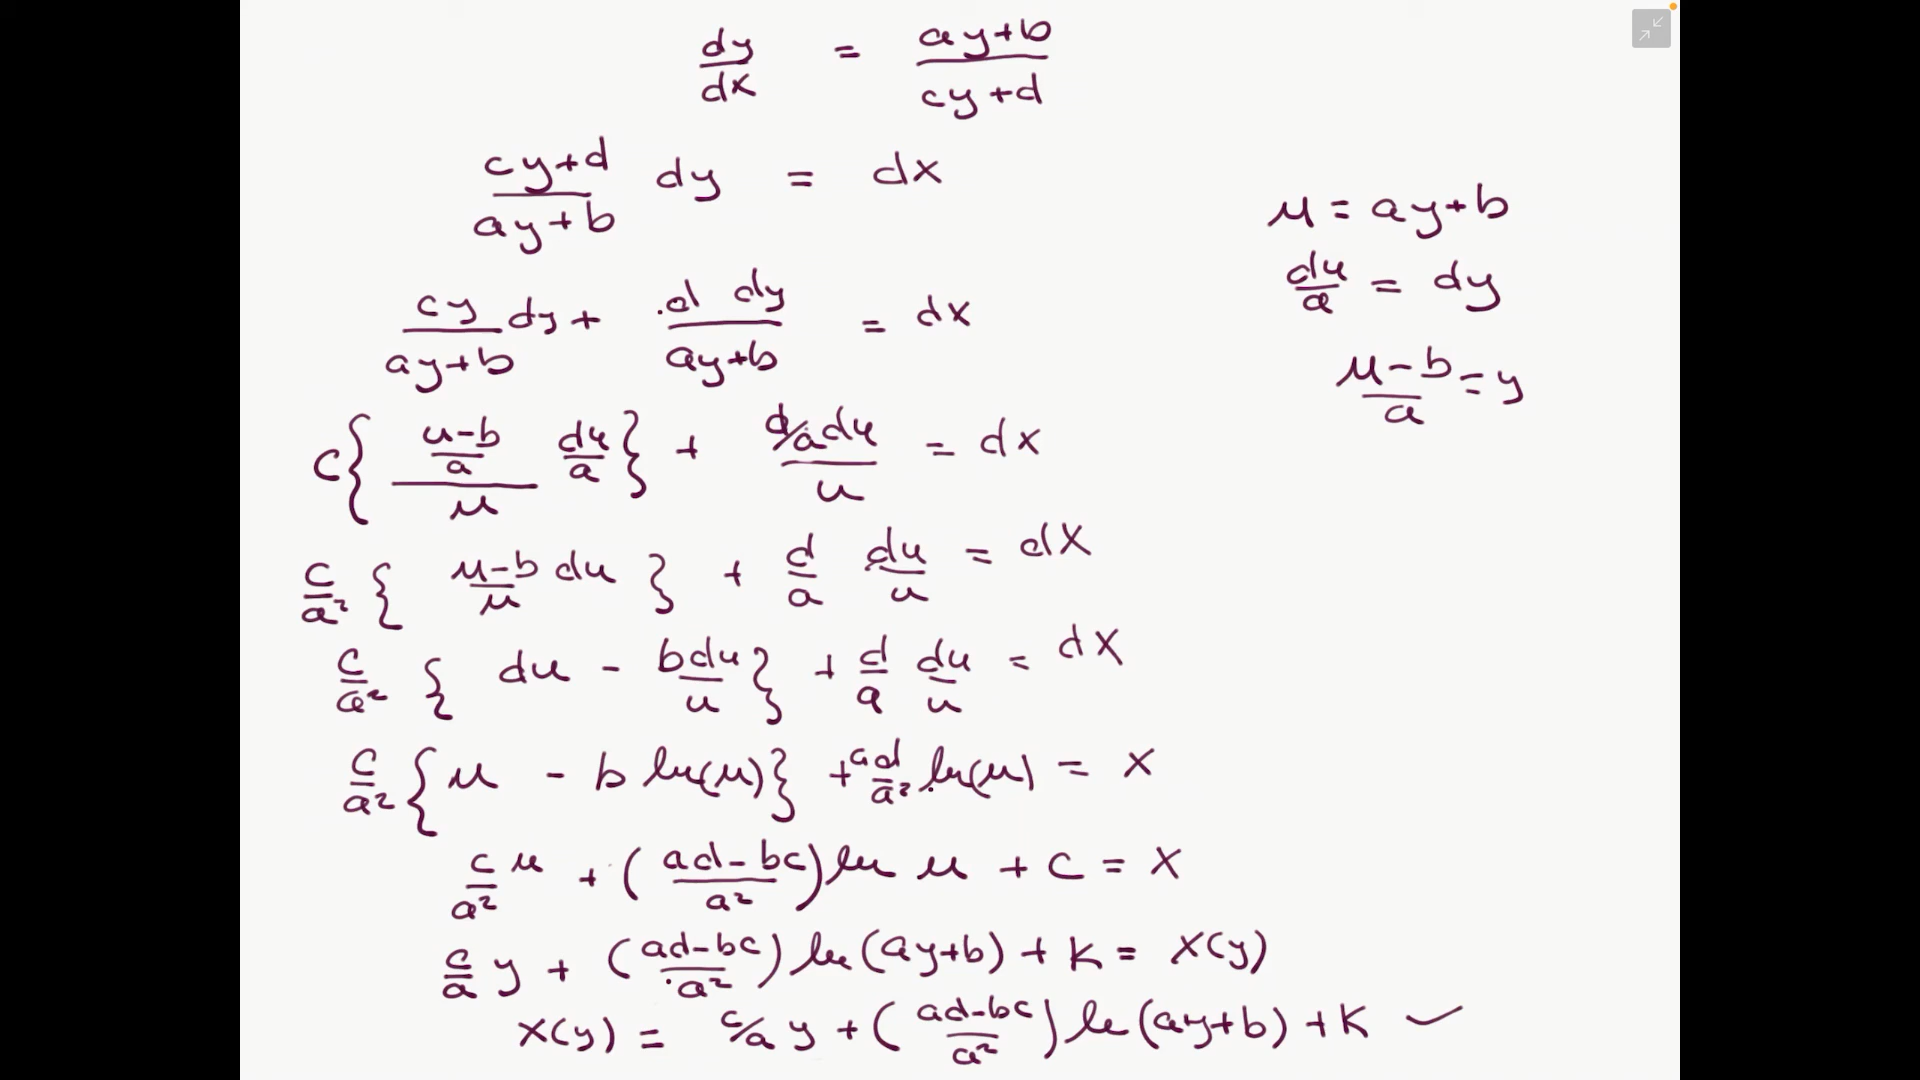 dy/dx = (ay+b)/(cy+d)
(cy+d)/(ay+b) dy = dx
μ = ay+b
du/a = dy
cy/(ay+b) dy + d dy/(ay+b) = dx
(μ-b)/a = y
c{ ((u-b)/a)/μ du/a } + (d/a du)/u = dx
c/a² { (μ-b)/μ du } + d/a du/u = dx
c/a² { du - bdu/u } + d/a du/u = dx
c/a² { μ - b ln(μ) } + ad/a² ln(μ) = x
c/a² μ + ((ad-bc)/a²) ln μ + c = x
c/a y + ((ad-bc)/a²) ln(ay+b) + k = x(y)
x(y) = c/a y + ((ad-bc)/a²) ln(ay+b) + k ✓